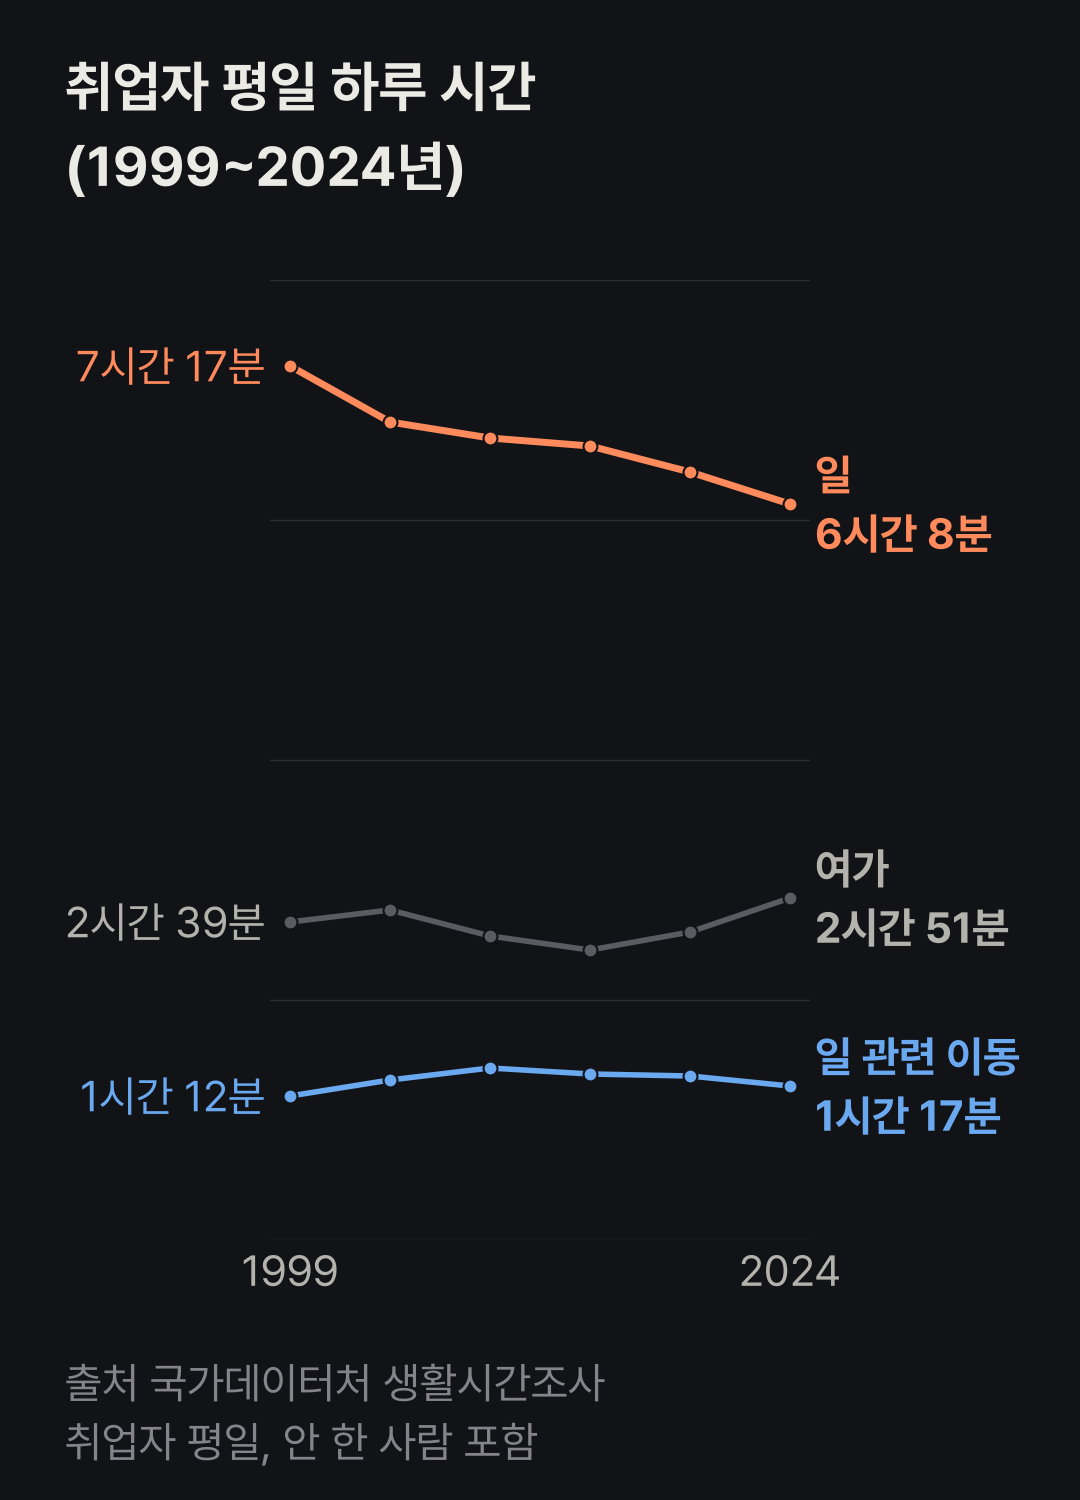 취업자 평일 하루 시간
(1999~2024년)
7시간 17분
일
6시간 8분
여가
2시간 39분
2시간 51분
일 관련 이동
1시간 12분
1시간 17분
1999
2024
출처 국가데이터처 생활시간조사
취업자 평일, 안 한 사람 포함